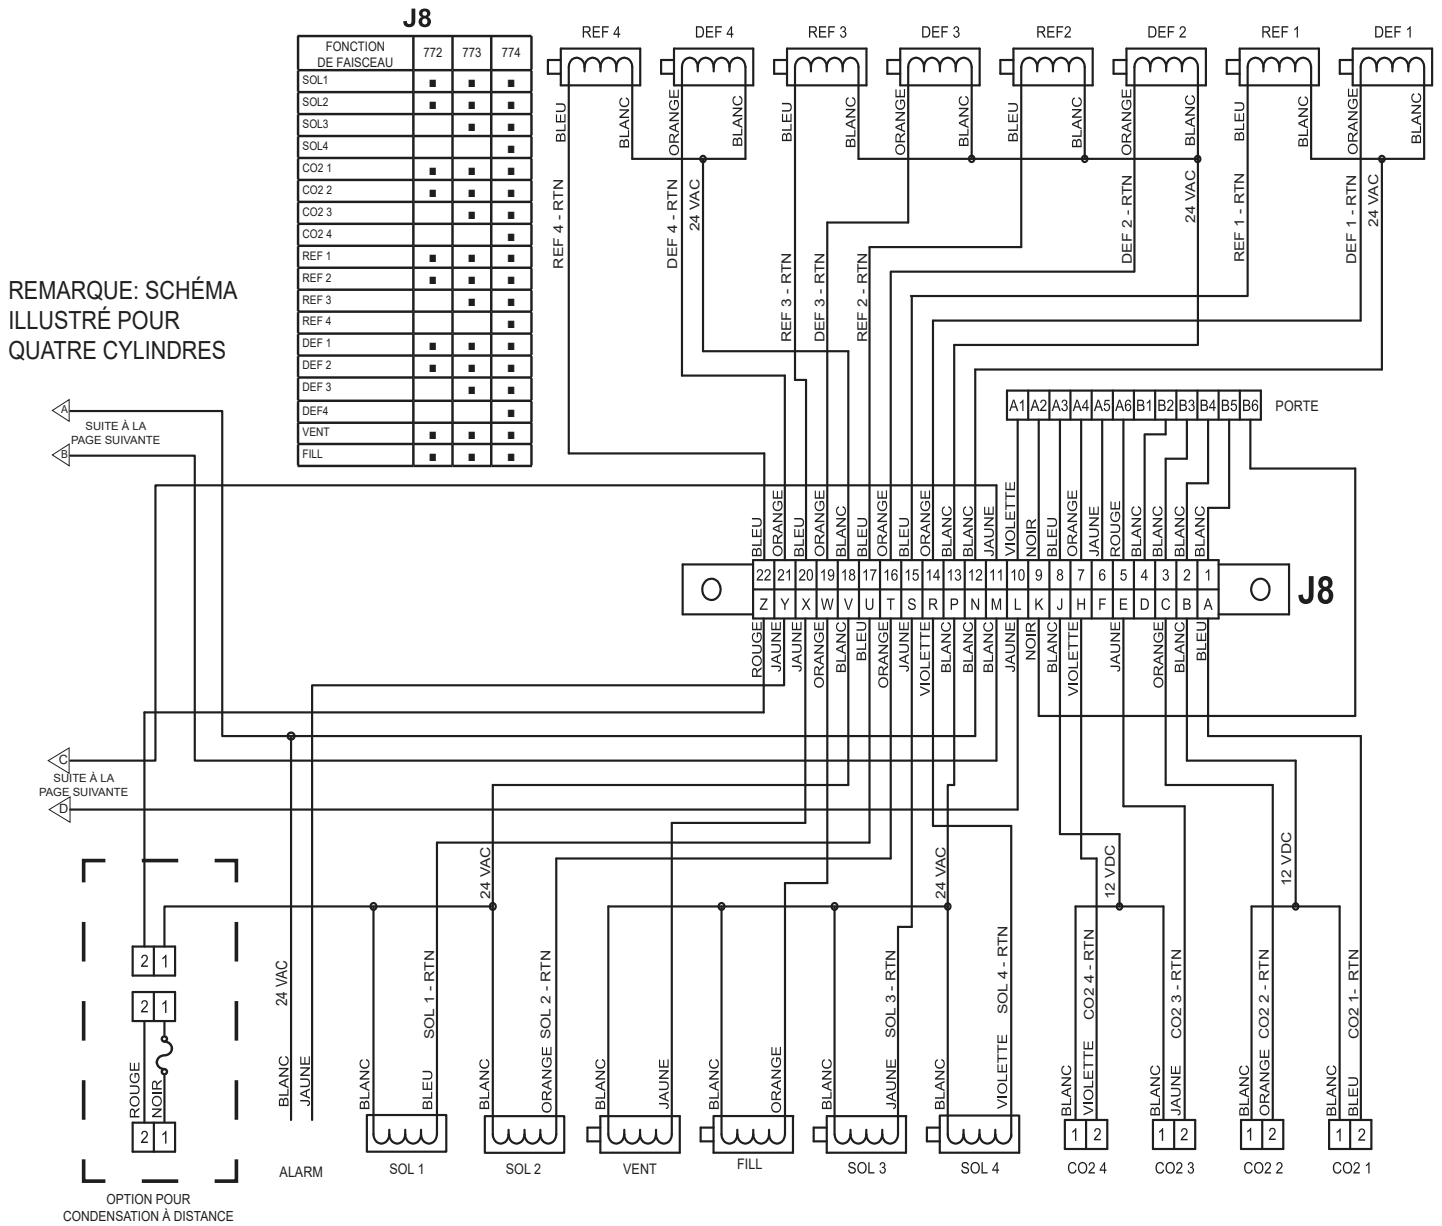 J8
FONCTION DE FAISCEAU 772 773 774
SOL1 ■ ■ ■
SOL2 ■ ■ ■
SOL3 ■ ■
SOL4 ■
CO2 1 ■ ■ ■
CO2 2 ■ ■ ■
CO2 3 ■ ■
CO2 4 ■
REF 1 ■ ■ ■
REF 2 ■ ■ ■
REF 3 ■ ■
REF 4 ■
DEF 1 ■ ■ ■
DEF 2 ■ ■ ■
DEF 3 ■ ■
DEF4 ■
VENT ■ ■ ■
FILL ■ ■ ■
REMARQUE: SCHÉMA
ILLUSTRÉ POUR
QUATRE CYLINDRES
REF 4 DEF 4 REF 3 DEF 3 REF2 DEF 2 REF 1 DEF 1
BLEU BLANC ORANGE BLANC BLEU BLANC ORANGE BLANC BLEU BLANC ORANGE BLANC BLEU BLANC ORANGE BLANC
REF 4 - RTN
DEF 4 - RTN
24 VAC
REF 3 - RTN
DEF 3 - RTN
REF 2 - RTN
DEF 2 - RTN
24 VAC
REF 1 - RTN
DEF 1 - RTN
24 VAC
A
SUITE À LA
PAGE SUIVANTE
B
A1 A2 A3 A4 A5 A6 B1 B2 B3 B4 B5 B6 PORTE
BLEU ORANGE BLEU ORANGE BLANC BLEU ORANGE BLEU ORANGE BLANC BLANC JAUNE VIOLETTE NOIR BLEU ORANGE JAUNE ROUGE BLANC BLANC BLANC BLANC
22 21 20 19 18 17 16 15 14 13 12 11 10 9 8 7 6 5 4 3 2 1
Z Y X W V U T S R P N M L K J H F E D C B A
J8
ROUGE JAUNE JAUNE ORANGE BLANC BLEU ORANGE JAUNE VIOLETTE BLANC BLANC BLANC JAUNE NOIR BLANC VIOLETTE JAUNE ORANGE BLANC BLEU
C
SUITE À LA
PAGE SUIVANTE
D
24 VAC
24 VAC
12 VDC
12 VDC
2 1
2 1
ROUGE NOIR
2 1
OPTION POUR
CONDENSATION À DISTANCE
24 VAC
BLANC JAUNE
ALARM
BLANC BLEU SOL 1 - RTN
SOL 1
BLANC ORANGE SOL 2 - RTN
SOL 2
BLANC JAUNE
VENT
BLANC ORANGE
FILL
BLANC JAUNE SOL 3 - RTN
SOL 3
BLANC VIOLETTE SOL 4 - RTN
SOL 4
BLANC VIOLETTE CO2 4 - RTN
1 2
CO2 4
BLANC JAUNE CO2 3 - RTN
1 2
CO2 3
BLANC ORANGE CO2 2 - RTN
1 2
CO2 2
BLANC BLEU CO2 1- RTN
1 2
CO2 1